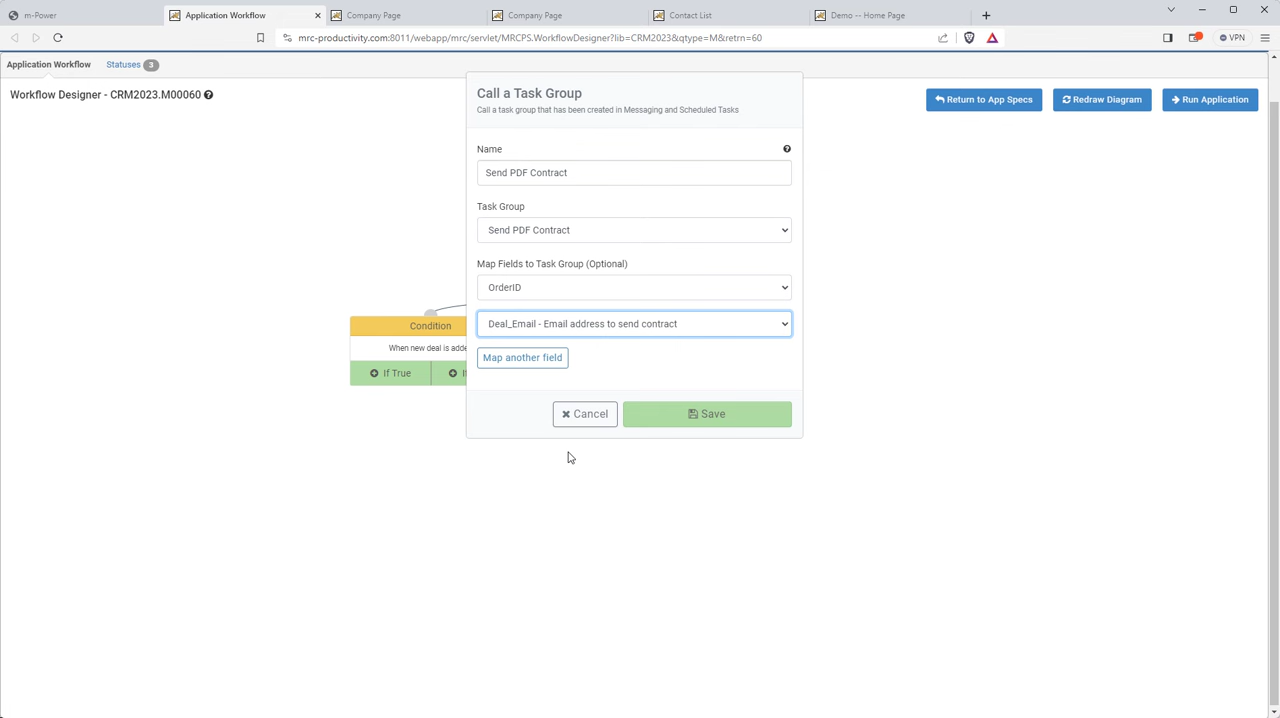 m-Power
Application Workflow
Company Page
Company Page
Contact List
Demo -- Home Page
mrc-productivity.com:8011/webapp/mrc/servlet/MRCPS.WorkflowDesigner?lib=CRM2023&qtype=M&retrn=60
VPN
Application Workflow
Statuses 3
Workflow Designer - CRM2023.M00060
Return to App Specs
Redraw Diagram
Run Application
Call a Task Group
Call a task group that has been created in Messaging and Scheduled Tasks
Name
Send PDF Contract
Task Group
Send PDF Contract
Map Fields to Task Group (Optional)
OrderID
Deal_Email - Email address to send contract
Map another field
Cancel
Save
Condition
When new deal is adde
If True